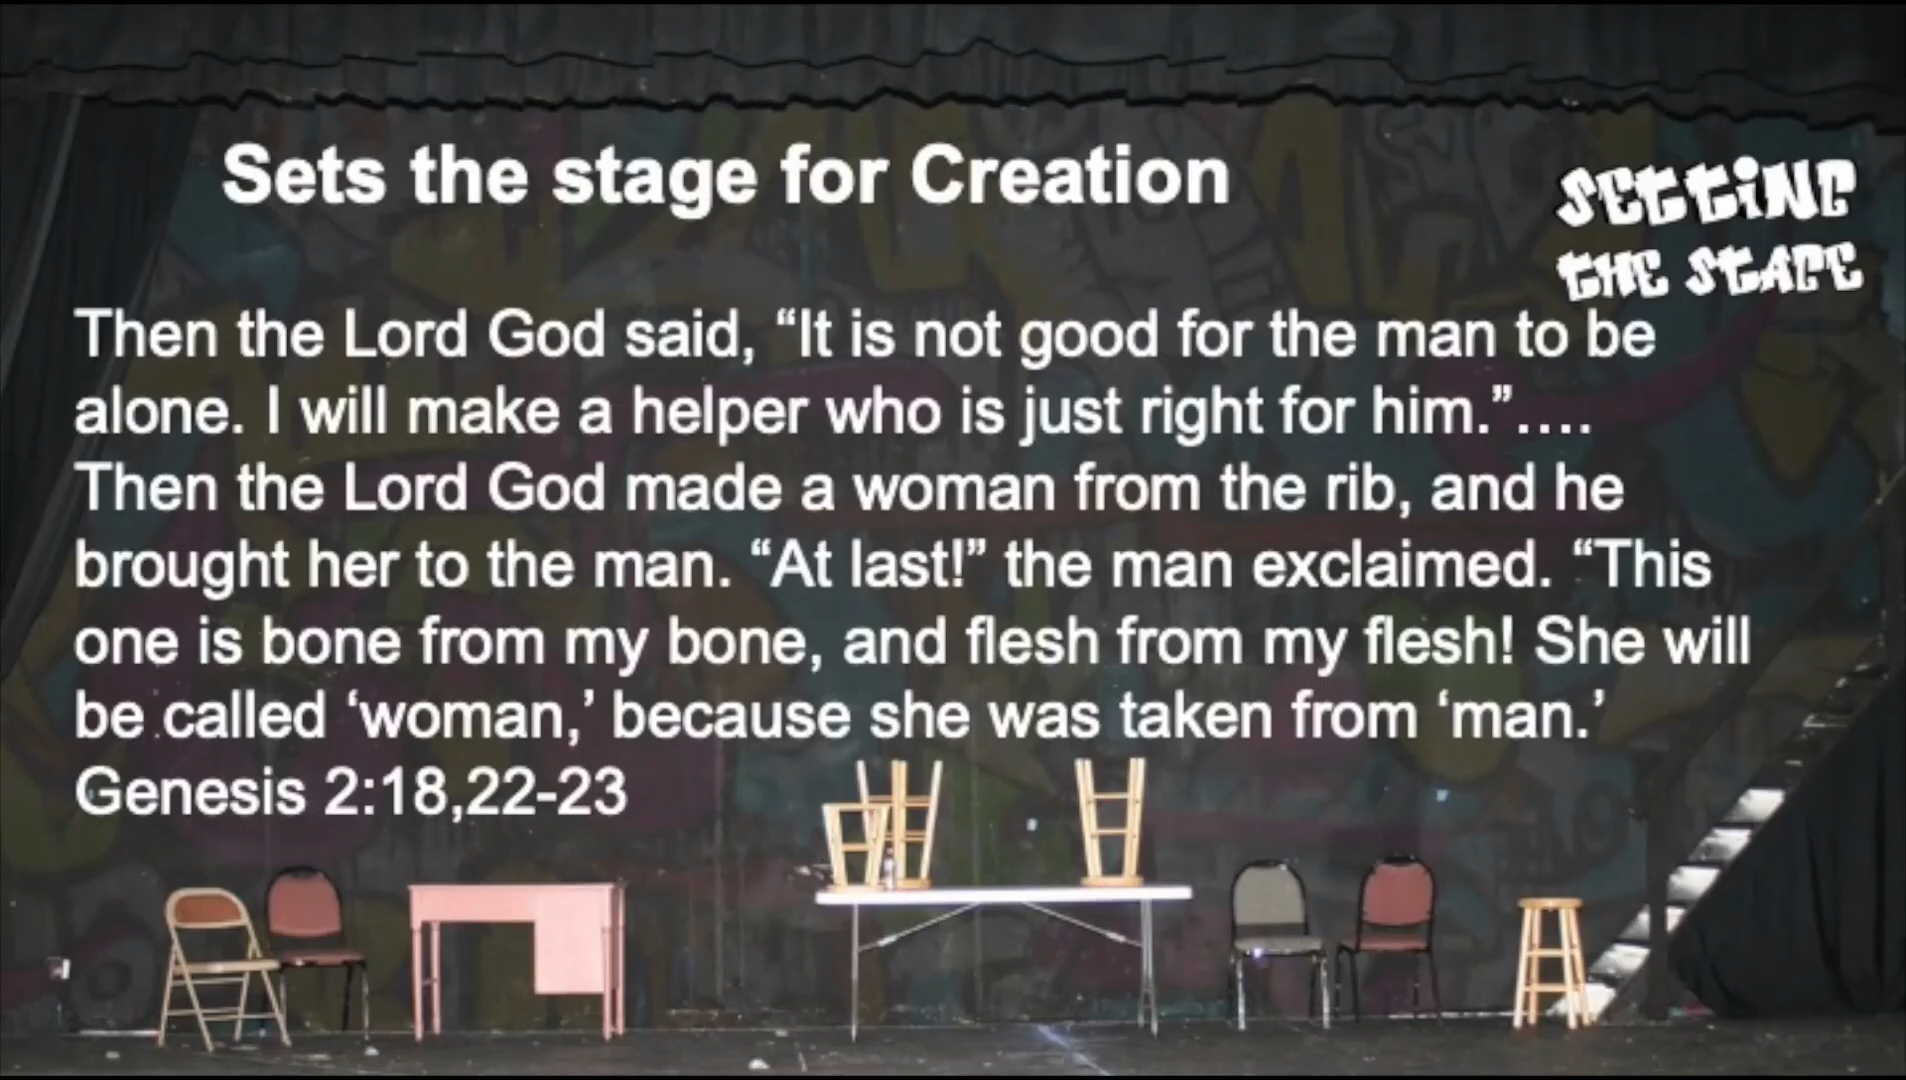 Sets the stage for Creation
SETTING
THE STAGE
Then the Lord God said, “It is not good for the man to be
alone. I will make a helper who is just right for him.”….
Then the Lord God made a woman from the rib, and he
brought her to the man. “At last!” the man exclaimed. “This
one is bone from my bone, and flesh from my flesh! She will
be called ‘woman,’ because she was taken from ‘man.’
Genesis 2:18,22-23